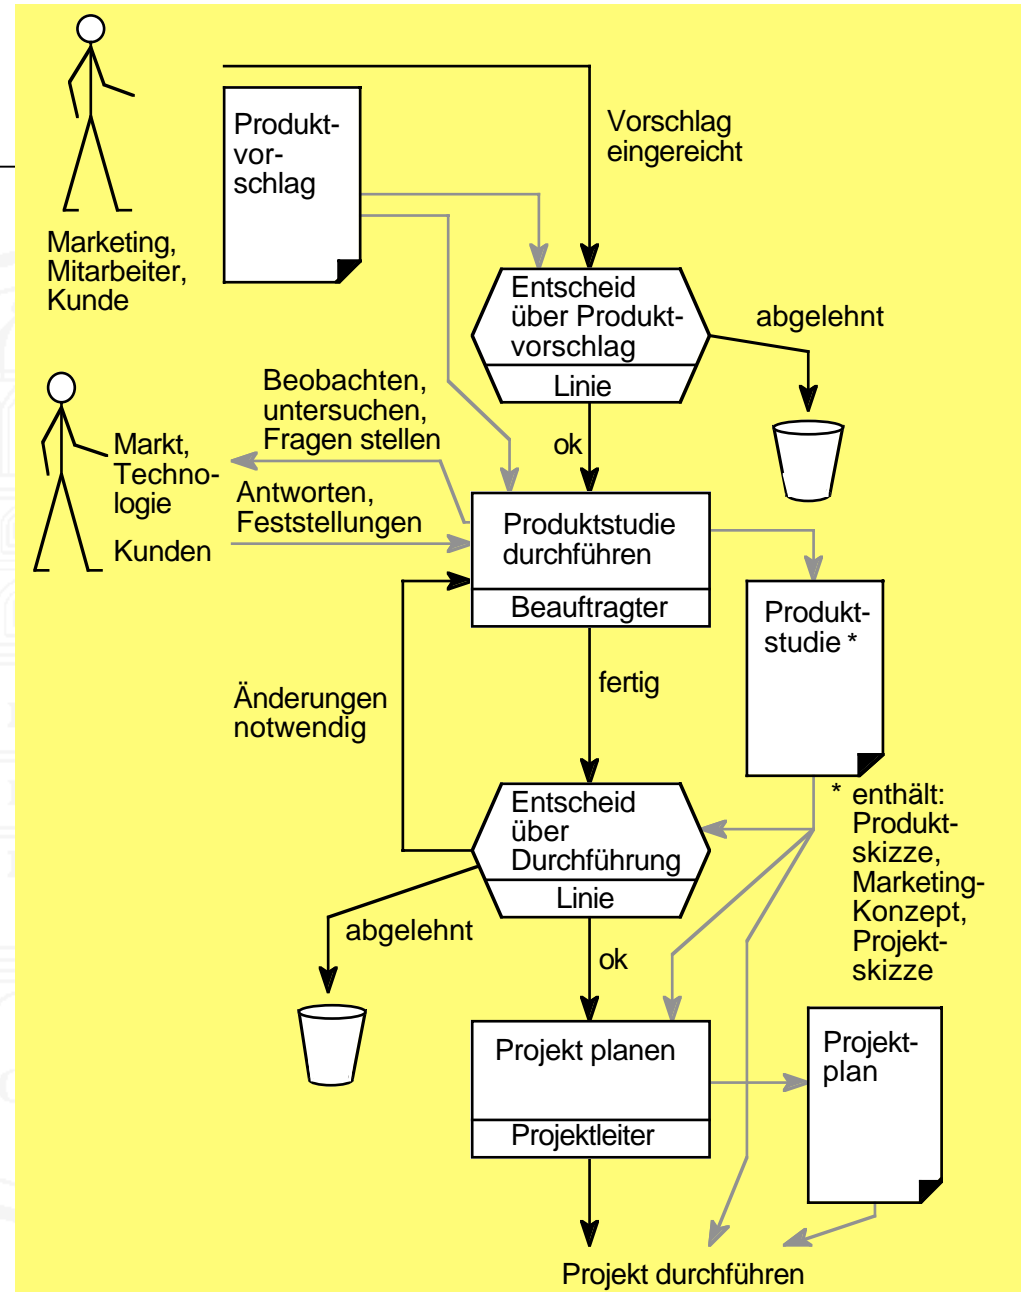 Produkt-
vor-
schlag
Vorschlag
eingereicht
Marketing,
Mitarbeiter,
Kunde
Entscheid
über Produkt-
vorschlag
Linie
abgelehnt
Beobachten,
untersuchen,
Fragen stellen
ok
Markt,
Techno-
logie
Kunden
Antworten,
Feststellungen
Produktstudie
durchführen
Beauftragter
Produkt-
studie *
Änderungen
notwendig
fertig
Entscheid
über
Durchführung
Linie
* enthält:
Produkt-
skizze,
Marketing-
Konzept,
Projekt-
skizze
abgelehnt
ok
Projekt planen
Projektleiter
Projekt-
plan
Projekt durchführen